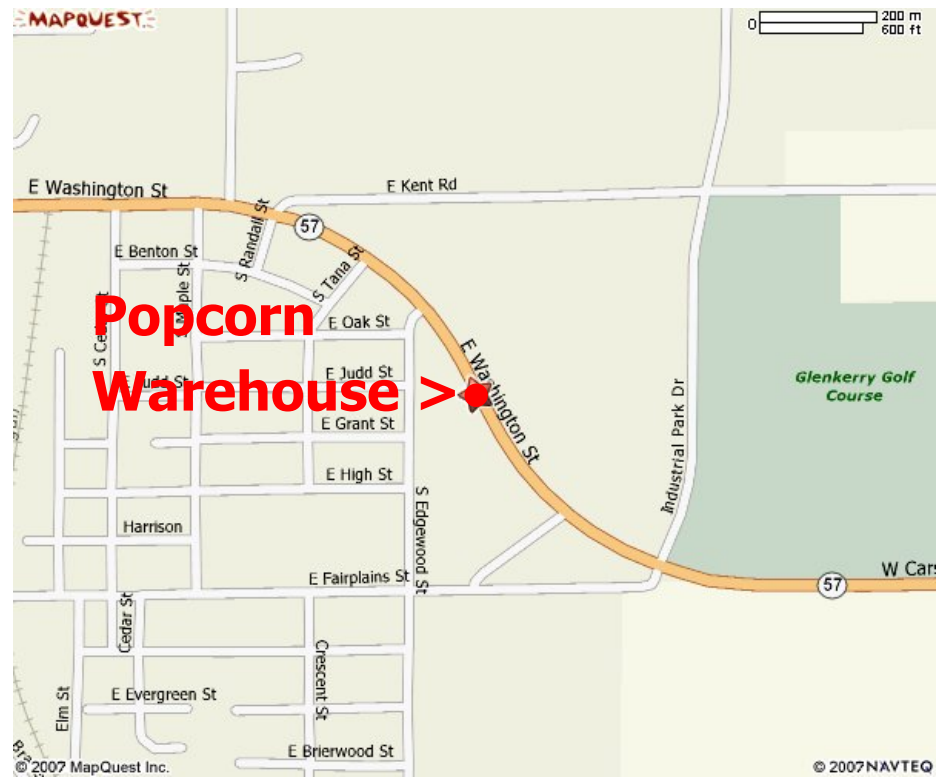 MAPQUEST
0 200 m
600 ft
E Washington St
E Kent Rd
S Randall St
57
E Benton St
S Tana St
S Maple St
Popcorn
E Oak St
E Washington St
E Judd St
Warehouse >
Glenkerry Golf
Course
E Grant St
Industrial Park Dr
E High St
S Edgewood St
Harrison
E Fairplains St
W Cars
57
Cedar St
Crescent St
E Evergreen St
Elm St
E Brierwood St
© 2007 MapQuest Inc.
© 2007 NAVTEQ